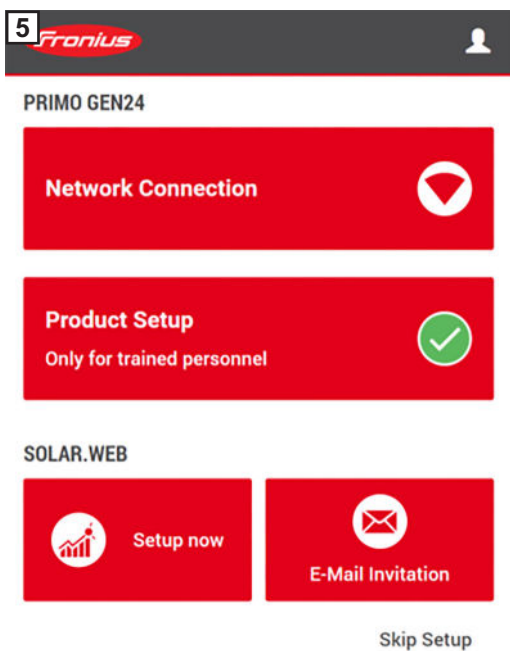 5
Fronius
PRIMO GEN24
Network Connection
Product Setup
Only for trained personnel
SOLAR.WEB
Setup now
E-Mail Invitation
Skip Setup